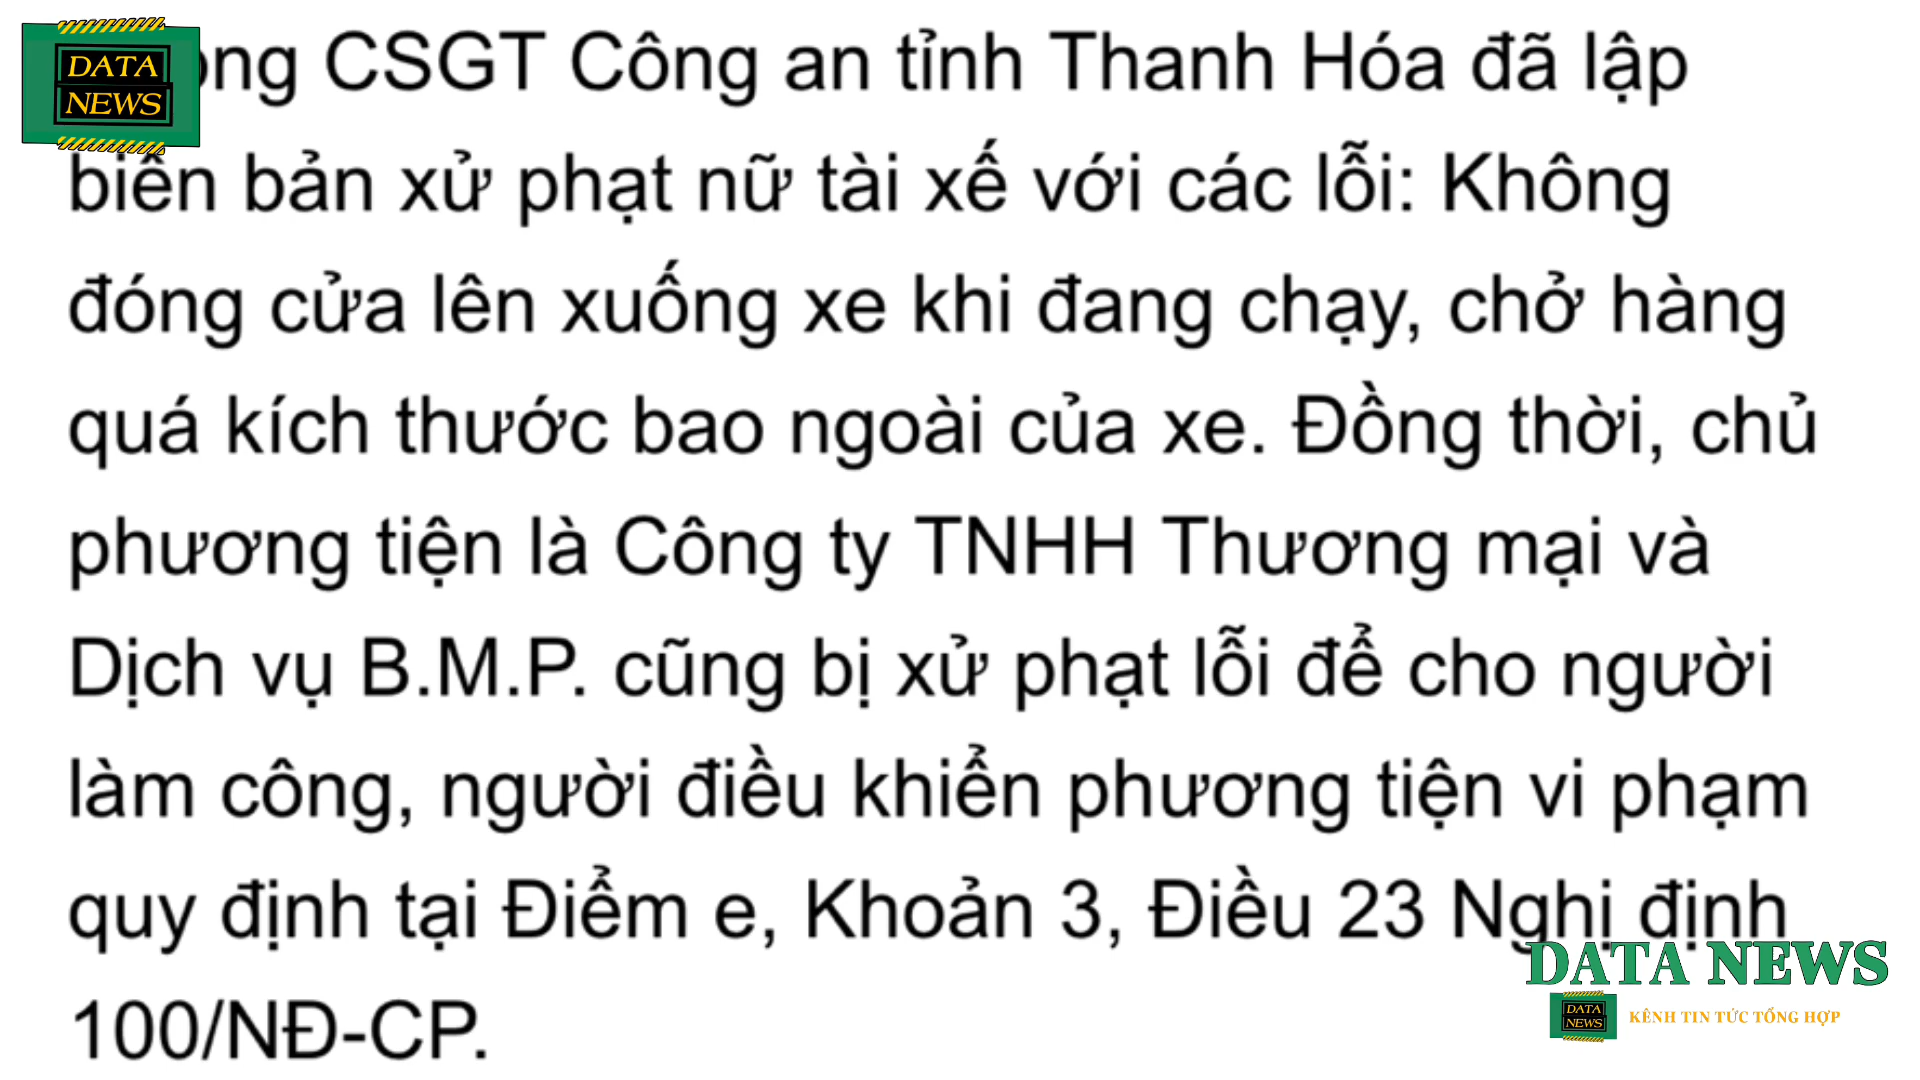 DATA
NEWS
ng CSGT Công an tỉnh Thanh Hóa đã lập
biên bản xử phạt nữ tài xế với các lỗi: Không
đóng cửa lên xuống xe khi đang chạy, chở hàng
quá kích thước bao ngoài của xe. Đồng thời, chủ
phương tiện là Công ty TNHH Thương mại và
Dịch vụ B.M.P. cũng bị xử phạt lỗi để cho người
làm công, người điều khiển phương tiện vi phạm
quy định tại Điểm e, Khoản 3, Điều 23 Nghị định
100/NĐ-CP.
DATA NEWS
DATA
NEWS
KÊNH TIN TỨC TỔNG HỢP